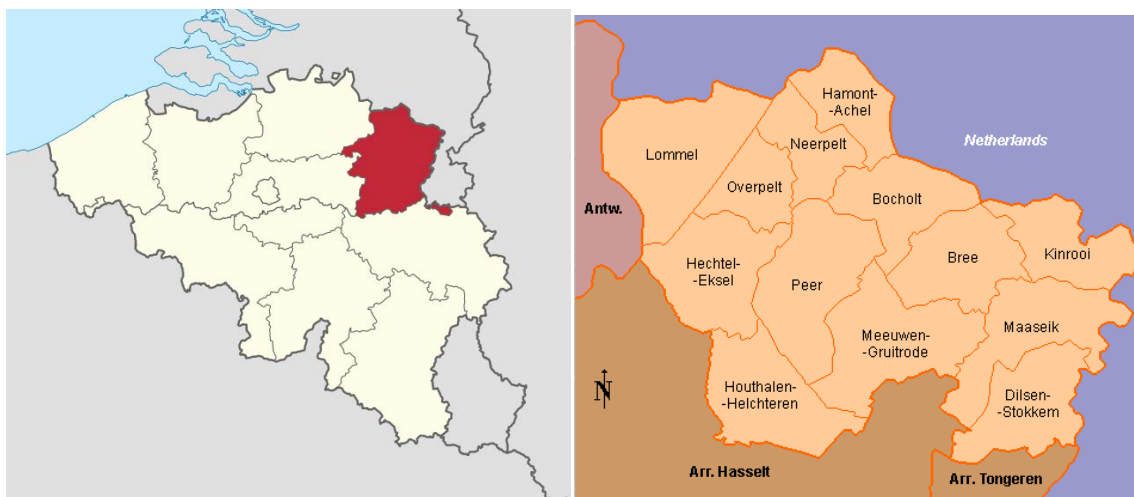 Hamont-
-Achel
Netherlands
Neerpelt
Lommel
Overpelt
Bocholt
Antw.
Kinrooi
Bree
Hechtel-
-Eksel
Peer
Maaseik
Meeuwen-
-Gruitrode
N
Houthalen-
-Helchteren
Dilsen-
-Stokkem
Arr. Hasselt
Arr. Tongeren